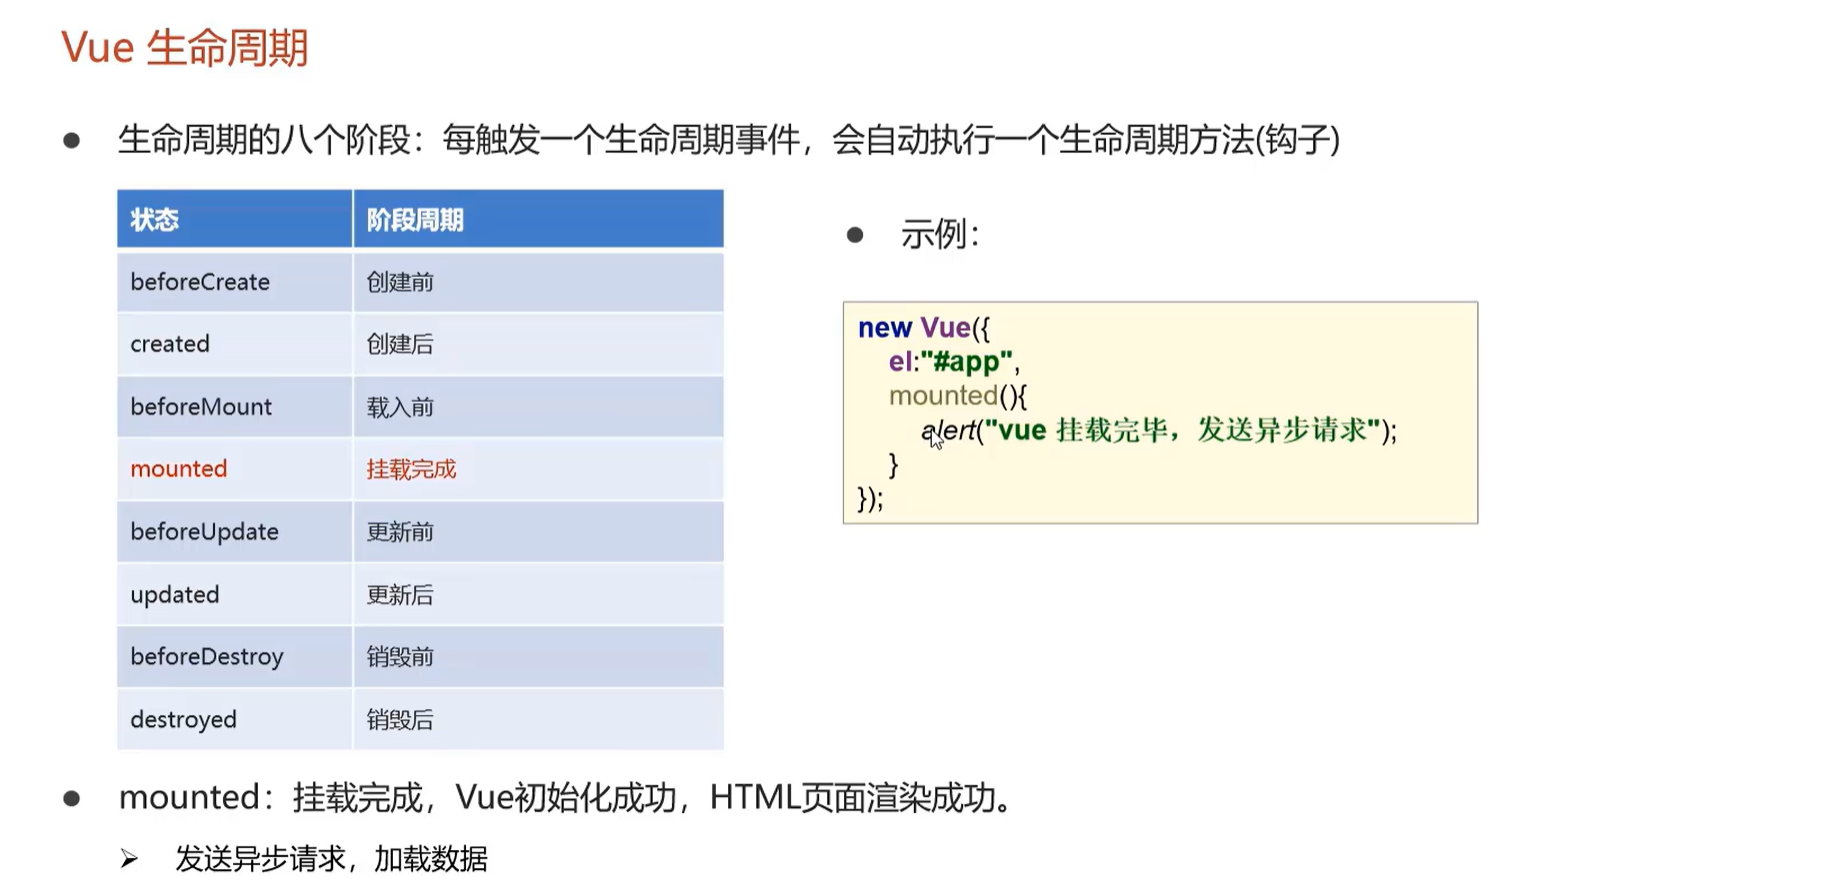 Vue 生命周期
● 生命周期的八个阶段：每触发一个生命周期事件，会自动执行一个生命周期方法(钩子)
状态 阶段周期
beforeCreate 创建前
created 创建后
beforeMount 载入前
mounted 挂载完成
beforeUpdate 更新前
updated 更新后
beforeDestroy 销毁前
destroyed 销毁后
● 示例：
new Vue({
el:"#app",
mounted(){
alert("vue 挂载完毕，发送异步请求");
}
});
● mounted：挂载完成，Vue初始化成功，HTML页面渲染成功。
➢ 发送异步请求，加载数据